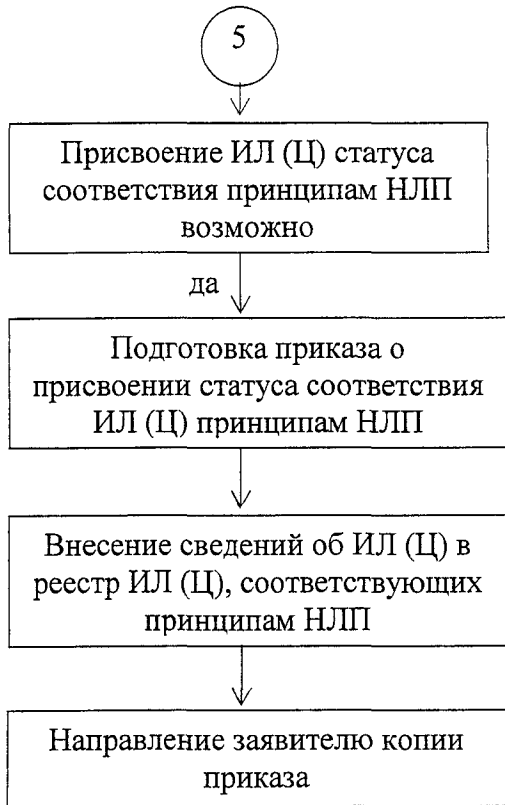 5
Присвоение ИЛ (Ц) статуса
соответствия принципам НЛП
возможно
да
Подготовка приказа о
присвоении статуса соответствия
ИЛ (Ц) принципам НЛП
Внесение сведений об ИЛ (Ц) в
реестр ИЛ (Ц), соответствующих
принципам НЛП
Направление заявителю копии
приказа